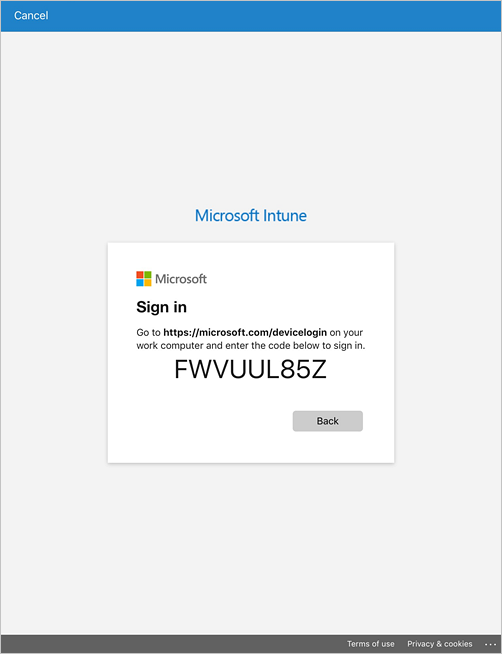 Cancel
Microsoft Intune
Microsoft
Sign in
Go to https://microsoft.com/devicelogin on your
work computer and enter the code below to sign in.
FWVUUL85Z
Back
Terms of use Privacy & cookies ...